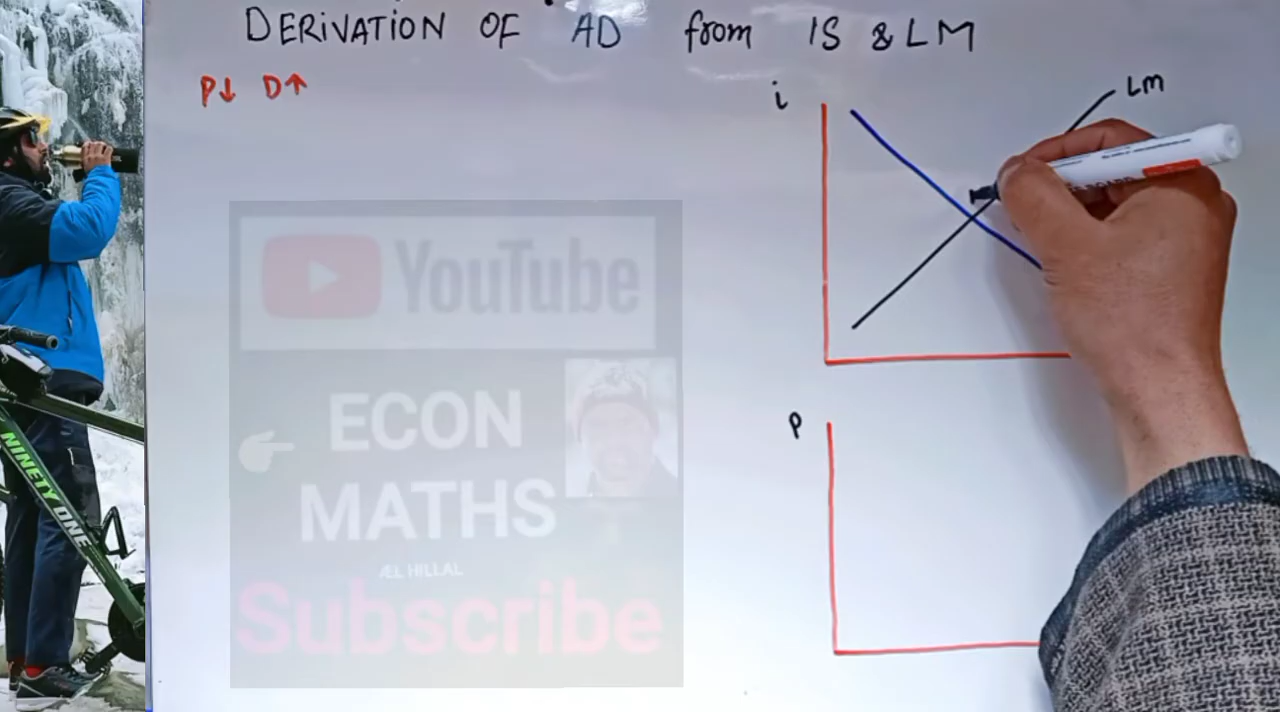 DERIVATION OF AD from IS & LM
P↓ D↑
i
LM
YouTube
ECON
MATHS
ÆL HILLAL
Subscribe
P
NINETY ONE